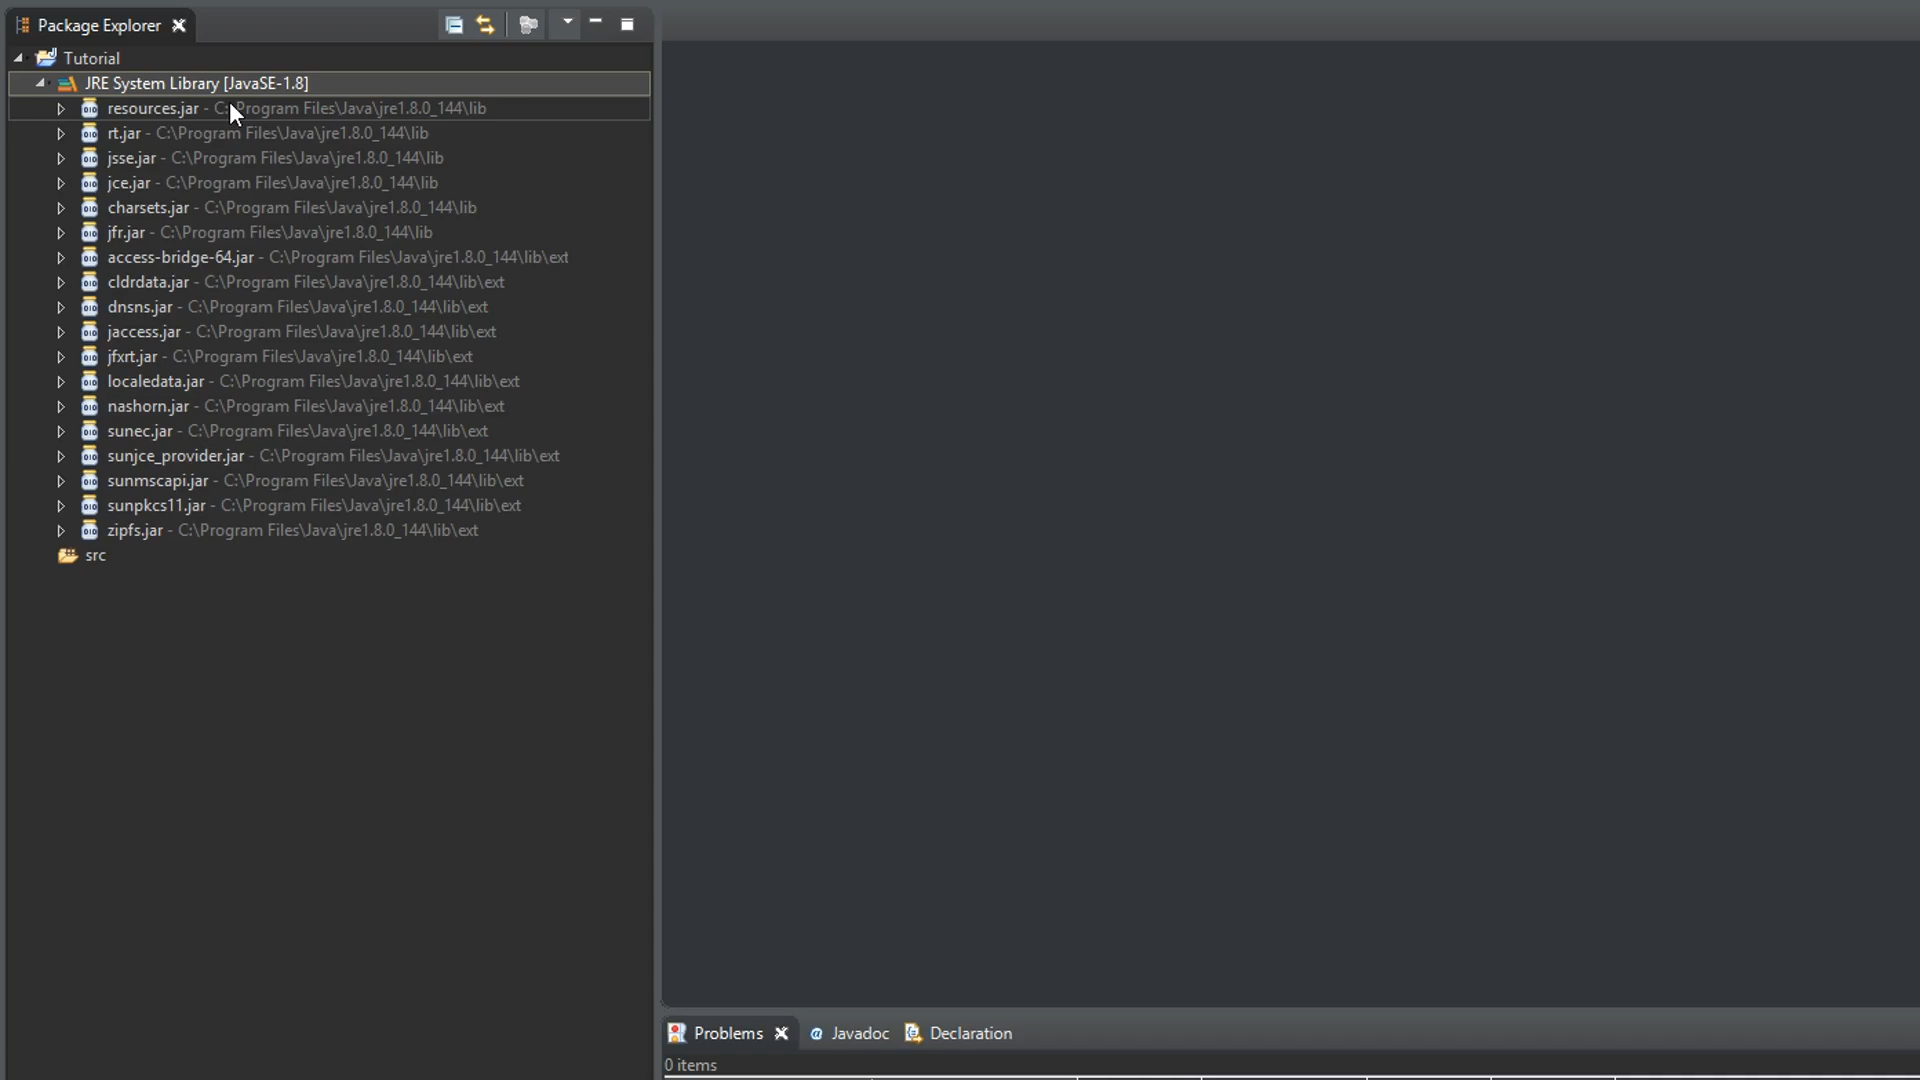 Package Explorer
Tutorial
JRE System Library [JavaSE-1.8]
resources.jar - C:\Program Files\Java\jre1.8.0_144\lib
rt.jar - C:\Program Files\Java\jre1.8.0_144\lib
jsse.jar - C:\Program Files\Java\jre1.8.0_144\lib
jce.jar - C:\Program Files\Java\jre1.8.0_144\lib
charsets.jar - C:\Program Files\Java\jre1.8.0_144\lib
jfr.jar - C:\Program Files\Java\jre1.8.0_144\lib
access-bridge-64.jar - C:\Program Files\Java\jre1.8.0_144\lib\ext
cldrdata.jar - C:\Program Files\Java\jre1.8.0_144\lib\ext
dnsns.jar - C:\Program Files\Java\jre1.8.0_144\lib\ext
jaccess.jar - C:\Program Files\Java\jre1.8.0_144\lib\ext
jfxrt.jar - C:\Program Files\Java\jre1.8.0_144\lib\ext
localedata.jar - C:\Program Files\Java\jre1.8.0_144\lib\ext
nashorn.jar - C:\Program Files\Java\jre1.8.0_144\lib\ext
sunec.jar - C:\Program Files\Java\jre1.8.0_144\lib\ext
sunjce_provider.jar - C:\Program Files\Java\jre1.8.0_144\lib\ext
sunmscapi.jar - C:\Program Files\Java\jre1.8.0_144\lib\ext
sunpkcs11.jar - C:\Program Files\Java\jre1.8.0_144\lib\ext
zipfs.jar - C:\Program Files\Java\jre1.8.0_144\lib\ext
src
Problems @ Javadoc Declaration
0 items